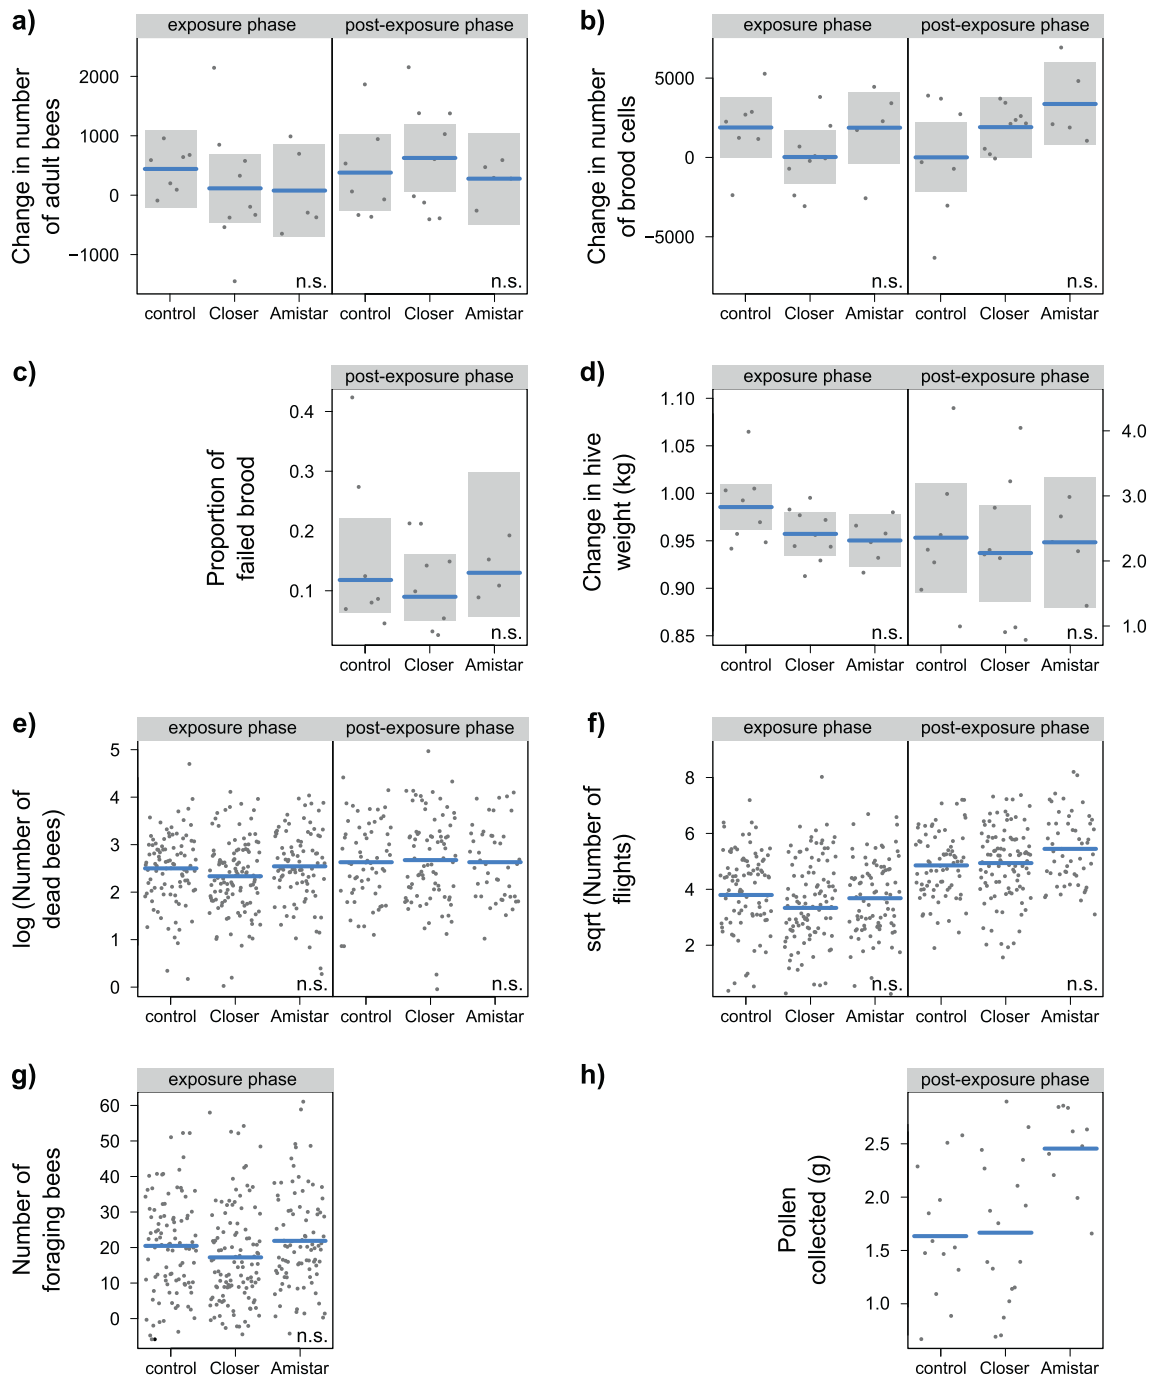 a)
exposure phase
post-exposure phase
Change in number
of adult bees
2000
1000
0
−1000
n.s.
n.s.
control
Closer
Amistar
control
Closer
Amistar
b)
exposure phase
post-exposure phase
Change in number
of brood cells
5000
0
−5000
n.s.
n.s.
control
Closer
Amistar
control
Closer
Amistar
c)
post-exposure phase
Proportion of
failed brood
0.4
0.3
0.2
0.1
n.s.
control
Closer
Amistar
d)
exposure phase
post-exposure phase
Change in hive
weight (kg)
1.10
1.05
1.00
0.95
0.90
0.85
4.0
3.0
2.0
1.0
n.s.
n.s.
control
Closer
Amistar
control
Closer
Amistar
e)
exposure phase
post-exposure phase
log (Number of
dead bees)
5
4
3
2
1
0
n.s.
n.s.
control
Closer
Amistar
control
Closer
Amistar
f)
exposure phase
post-exposure phase
sqrt (Number of
flights)
8
6
4
2
n.s.
n.s.
control
Closer
Amistar
control
Closer
Amistar
g)
exposure phase
Number of
foraging bees
60
50
40
30
20
10
0
n.s.
control
Closer
Amistar
h)
post-exposure phase
Pollen
collected (g)
2.5
2.0
1.5
1.0
control
Closer
Amistar